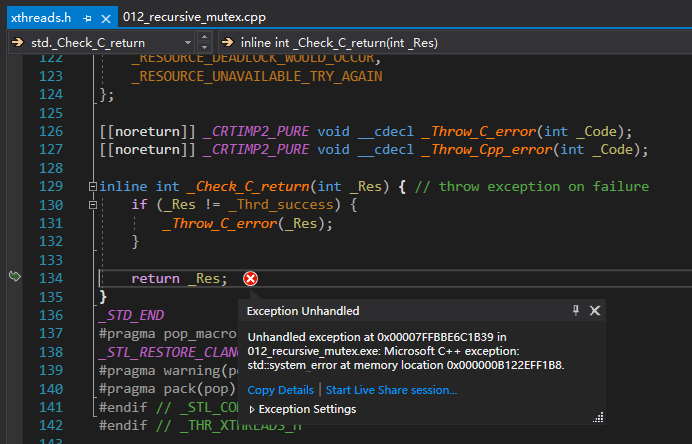 xthreads.h
012_recursive_mutex.cpp
std._Check_C_return
inline int _Check_C_return(int _Res)
122 _RESOURCE_DEADLOCK_WOULD_OCCUR,
123 _RESOURCE_UNAVAILABLE_TRY_AGAIN
124 };
125
126 [[noreturn]] _CRTIMP2_PURE void __cdecl _Throw_C_error(int _Code);
127 [[noreturn]] _CRTIMP2_PURE void __cdecl _Throw_Cpp_error(int _Code);
128
129 inline int _Check_C_return(int _Res) { // throw exception on failure
130 if (_Res != _Thrd_success) {
131 _Throw_C_error(_Res);
132 }
133
134 return _Res;
135 }
136 _STD_END
137 #pragma pop_macro
138 _STL_RESTORE_CLANG
139 #pragma warning(po
140 #pragma pack(pop)
141 #endif // _STL_COM
142 #endif // _THR_XTHREADS_H
143
Exception Unhandled
Unhandled exception at 0x00007FFBBE6C1B39 in
012_recursive_mutex.exe: Microsoft C++ exception:
std::system_error at memory location 0x000000B122EFF1B8.
Copy Details | Start Live Share session...
Exception Settings